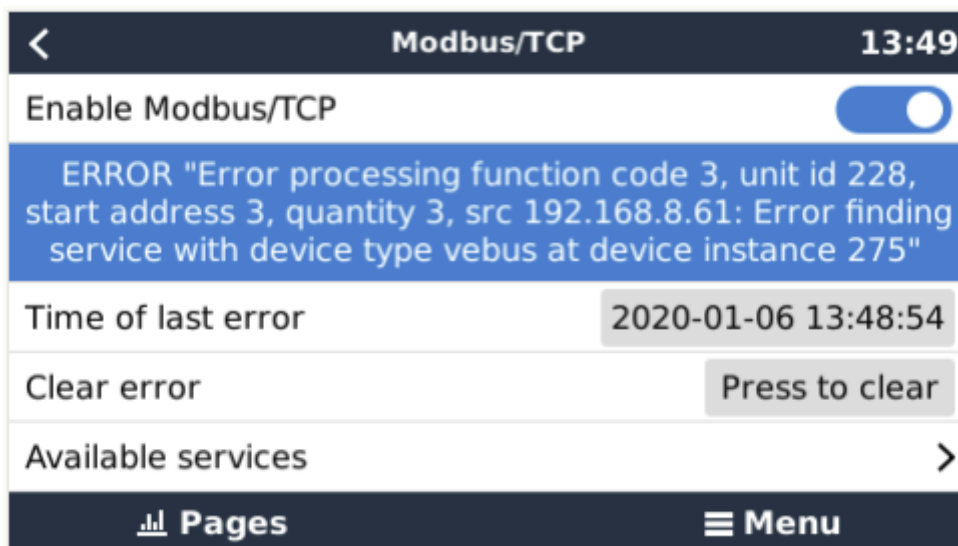 Modbus/TCP 13:49
Enable Modbus/TCP
ERROR "Error processing function code 3, unit id 228,
start address 3, quantity 3, src 192.168.8.61: Error finding
service with device type vebus at device instance 275"
Time of last error 2020-01-06 13:48:54
Clear error Press to clear
Available services
Pages Menu